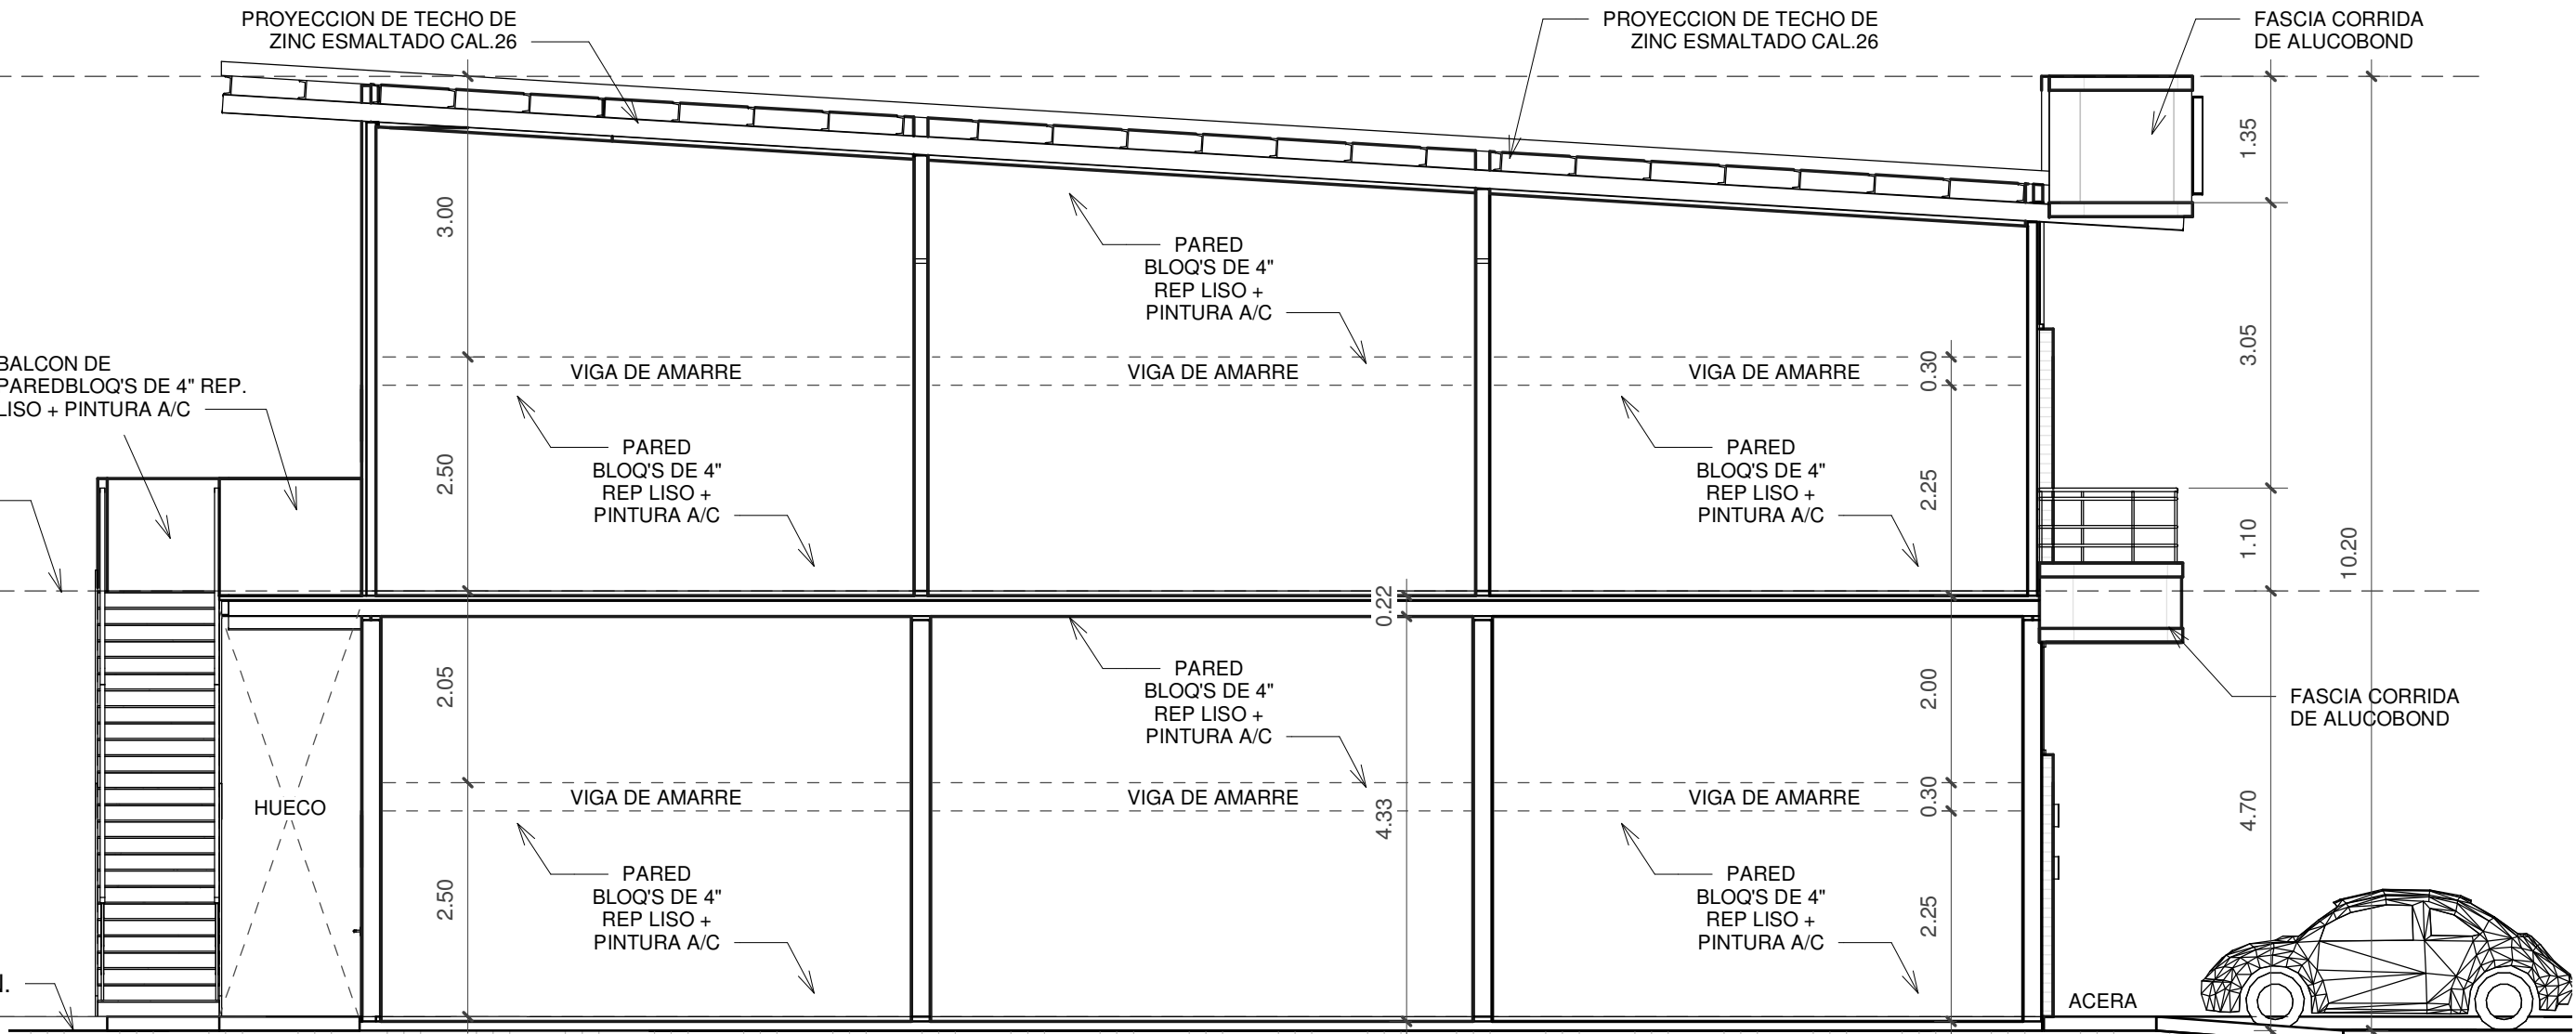 PROYECCION DE TECHO DE
ZINC ESMALTADO CAL.26
PROYECCION DE TECHO DE
ZINC ESMALTADO CAL.26
FASCIA CORRIDA
DE ALUCOBOND
1.35
3.00
PARED
BLOQ'S DE 4"
REP LISO +
PINTURA A/C
3.05
BALCON DE
PAREDBLOQ'S DE 4" REP.
LISO + PINTURA A/C
VIGA DE AMARRE
VIGA DE AMARRE
VIGA DE AMARRE
0.30
PARED
BLOQ'S DE 4"
REP LISO +
PINTURA A/C
PARED
BLOQ'S DE 4"
REP LISO +
PINTURA A/C
2.50
2.25
1.10
10.20
0.22
2.05
PARED
BLOQ'S DE 4"
REP LISO +
PINTURA A/C
2.00
FASCIA CORRIDA
DE ALUCOBOND
HUECO
VIGA DE AMARRE
VIGA DE AMARRE
VIGA DE AMARRE
0.30
4.33
4.70
PARED
BLOQ'S DE 4"
REP LISO +
PINTURA A/C
PARED
BLOQ'S DE 4"
REP LISO +
PINTURA A/C
2.50
2.25
ACERA